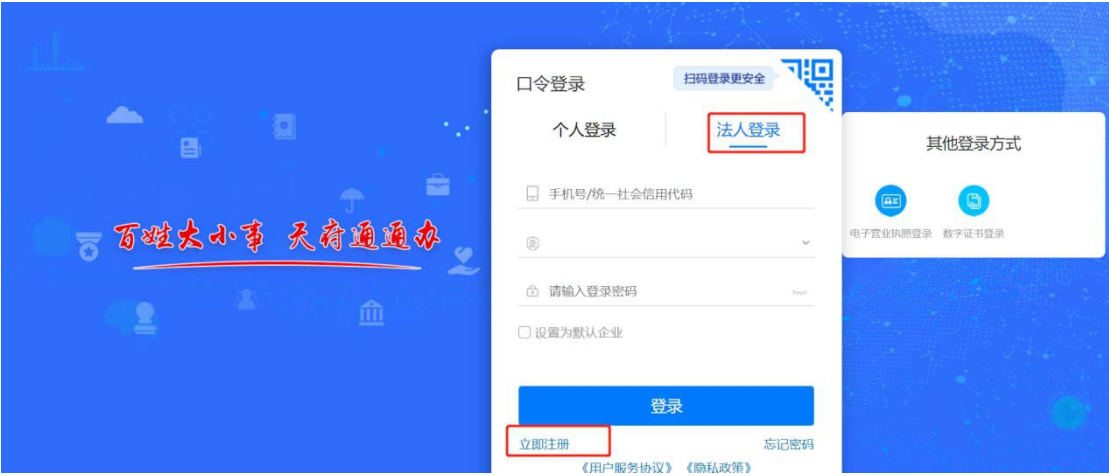 口令登录
扫码登录更安全
个人登录
法人登录
手机号/统一社会信用代码
请输入登录密码
设置为默认企业
登录
立即注册
忘记密码
《用户服务协议》 《隐私政策》
百姓大小事 天府通通办
其他登录方式
电子营业执照登录
数字证书登录